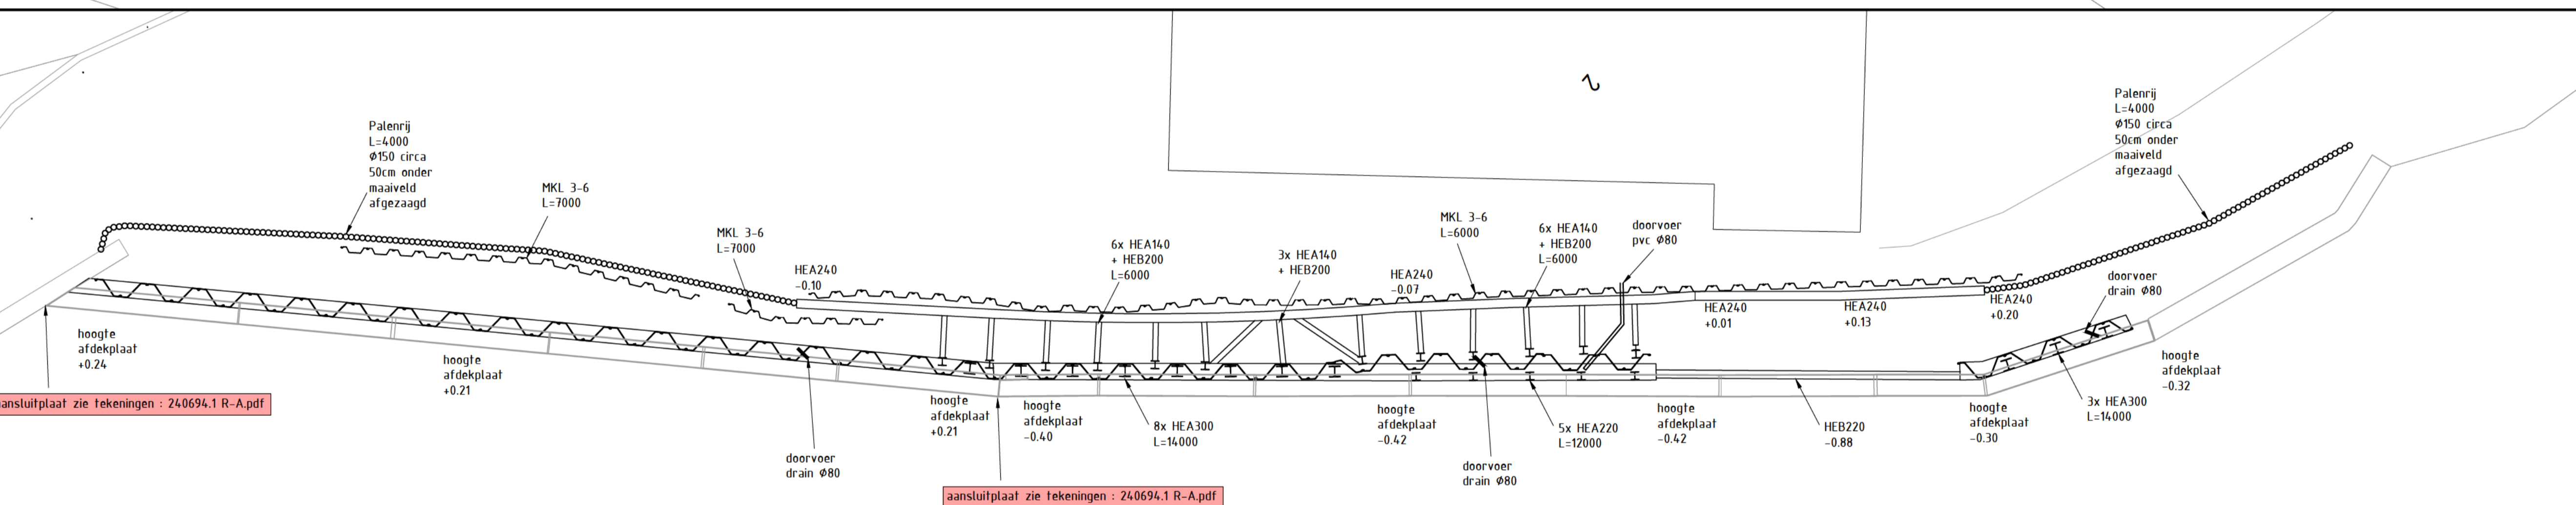 2
Palenrij
L=4000
Ø150 circa
50cm onder
maaiveld
afgezaagd
MKL 3-6
L=7000
MKL 3-6
L=7000
HEA240
-0.10
6x HEA140
+ HEB200
L=6000
3x HEA140
+ HEB200
HEA240
-0.07
MKL 3-6
L=6000
6x HEA140
+ HEB200
L=6000
doorvoer
pvc Ø80
HEA240
+0.01
HEA240
+0.13
HEA240
+0.20
Palenrij
L=4000
Ø150 circa
50cm onder
maaiveld
afgezaagd
doorvoer
drain Ø80
hoogte
afdekplaat
+0.24
aansluitplaat zie tekeningen : 240694.1 R-A.pdf
hoogte
afdekplaat
+0.21
doorvoer
drain Ø80
hoogte
afdekplaat
+0.21
hoogte
afdekplaat
-0.40
aansluitplaat zie tekeningen : 240694.1 R-A.pdf
8x HEA300
L=14000
hoogte
afdekplaat
-0.42
doorvoer
drain Ø80
5x HEA220
L=12000
hoogte
afdekplaat
-0.42
HEB220
-0.88
hoogte
afdekplaat
-0.30
3x HEA300
L=14000
hoogte
afdekplaat
-0.32